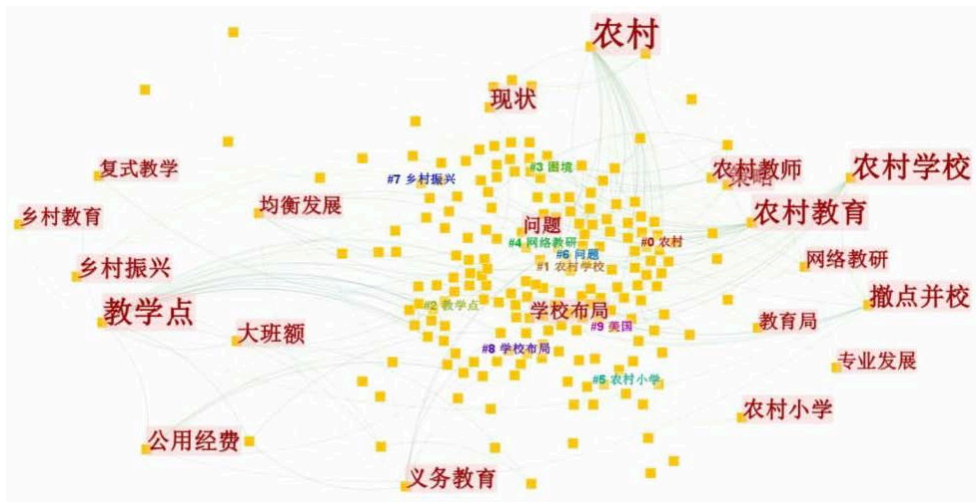 农村
现状
#3 困境
复式教学
#7 乡村振兴
农村教师
策略
农村学校
乡村教育
均衡发展
问题
农村教育
#4 网络教研
#0 农村
#6 问题
#1 农村学校
网络教研
乡村振兴
撤点并校
教学点
#2 教学点
学校布局
#9 美国
教育局
大班额
#8 学校布局
专业发展
#5 农村小学
农村小学
公用经费
义务教育